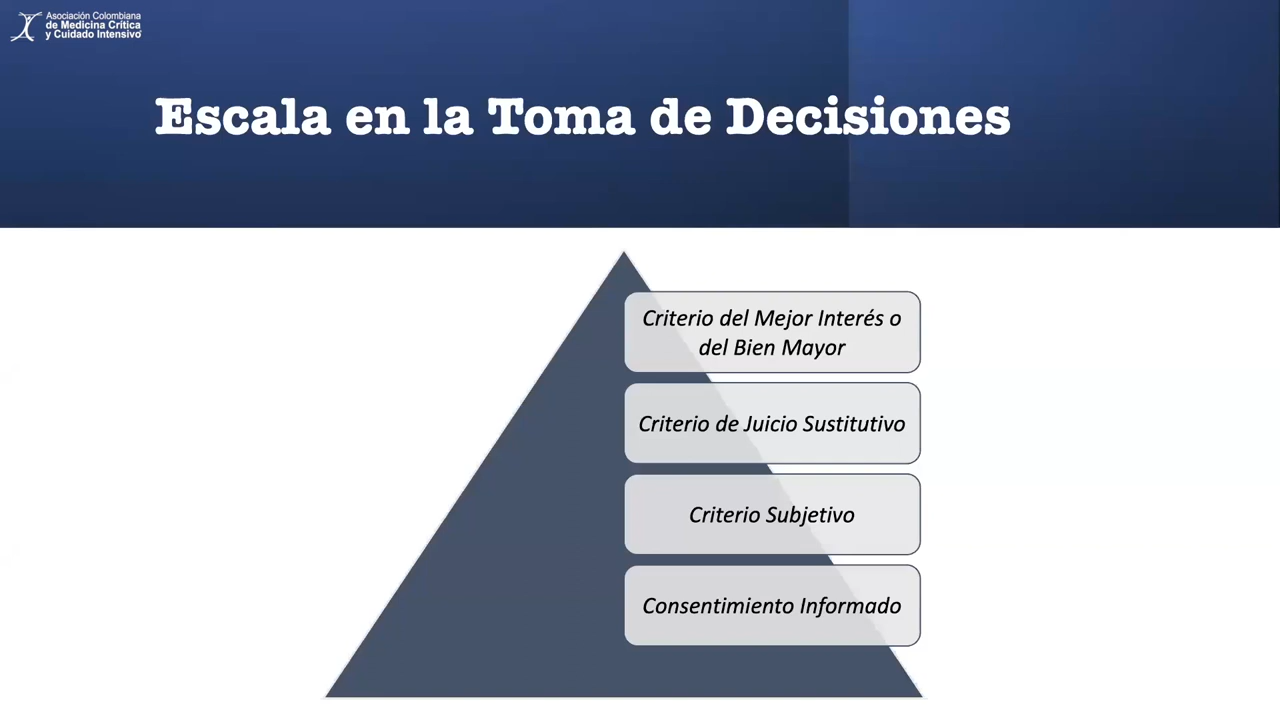 Asociación Colombiana
de Medicina Crítica
y Cuidado Intensivo
Escala en la Toma de Decisiones
Criterio del Mejor Interés o
del Bien Mayor
Criterio de Juicio Sustitutivo
Criterio Subjetivo
Consentimiento Informado